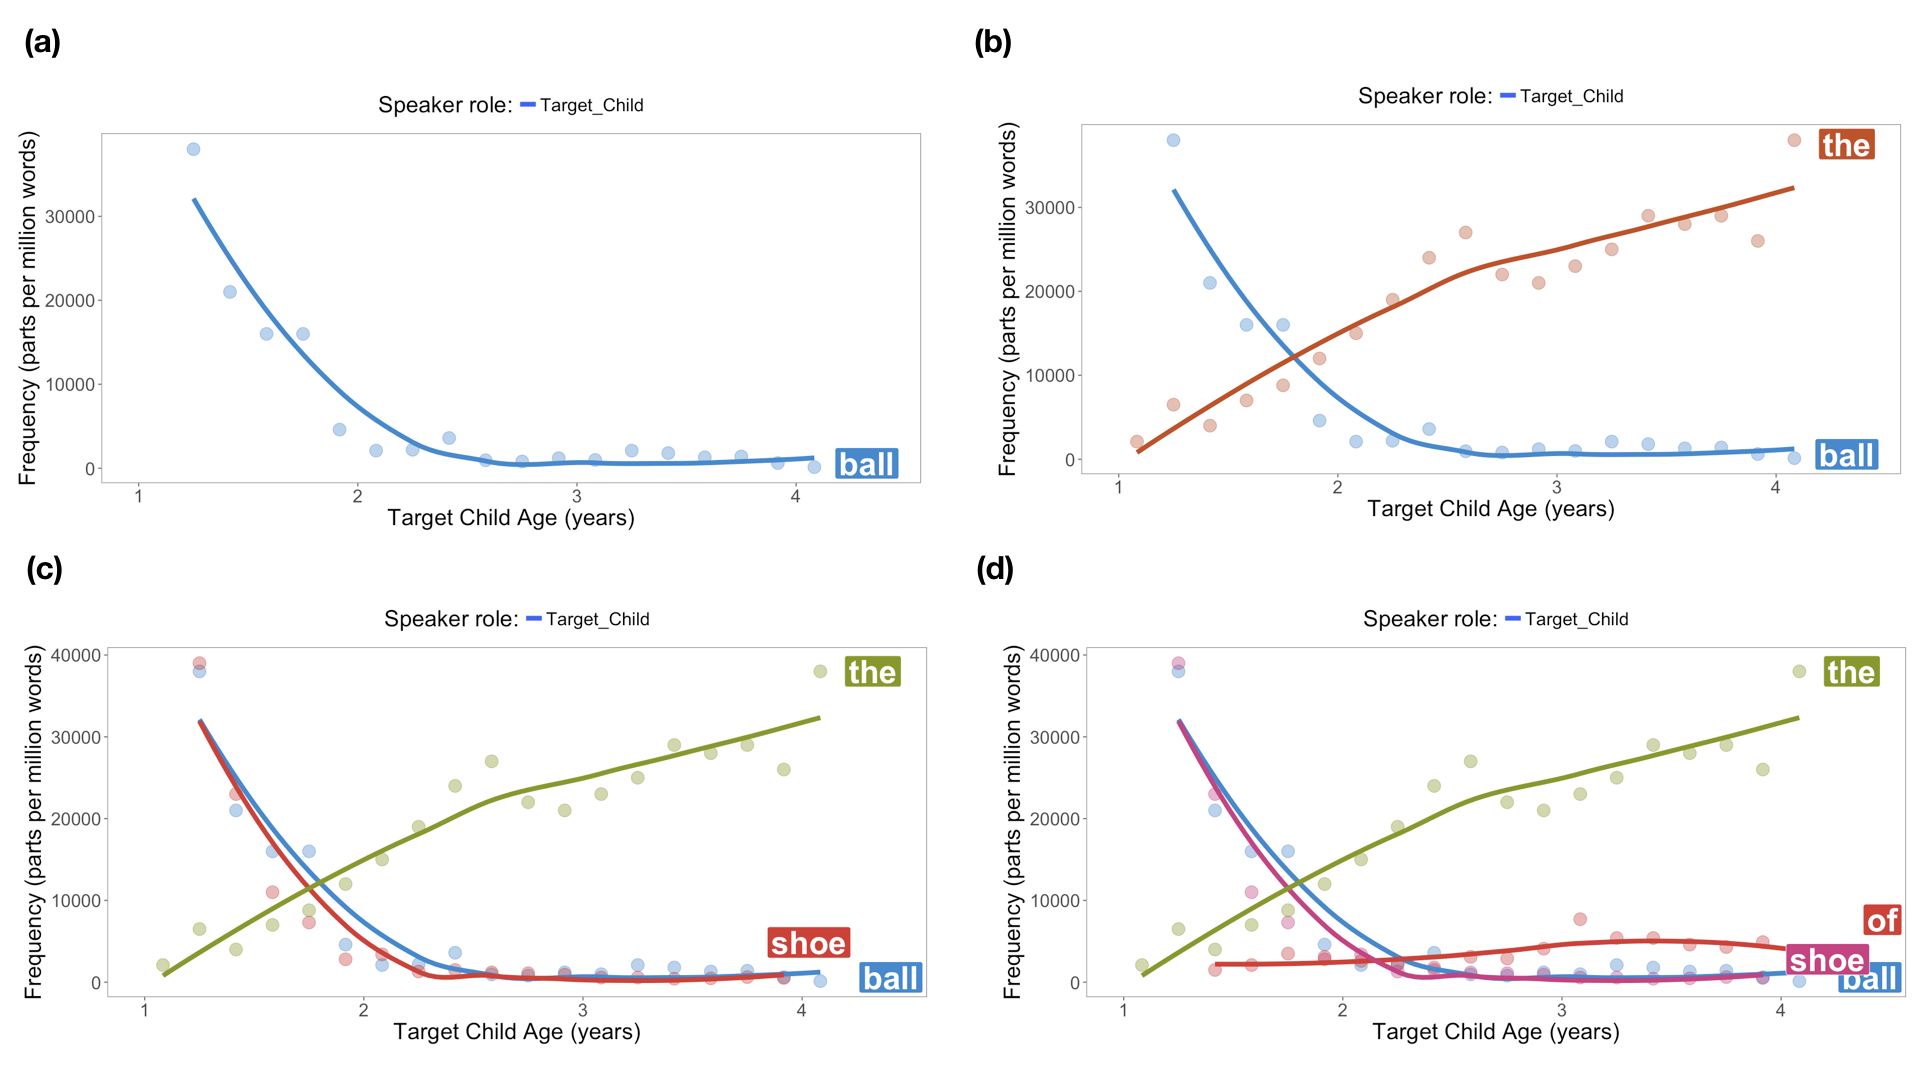 (a)
Speaker role: Target_Child
Frequency (parts per million words)
30000
20000
10000
0
ball
1 2 3 4
Target Child Age (years)
(b)
Speaker role: Target_Child
Frequency (parts per million words)
the
30000
20000
10000
0
ball
1 2 3 4
Target Child Age (years)
(c)
Speaker role: Target_Child
Frequency (parts per million words)
40000
the
30000
20000
10000
shoe
0
ball
1 2 3 4
Target Child Age (years)
(d)
Speaker role: Target_Child
Frequency (parts per million words)
40000
the
30000
20000
10000
of
shoe
0
ball
1 2 3 4
Target Child Age (years)